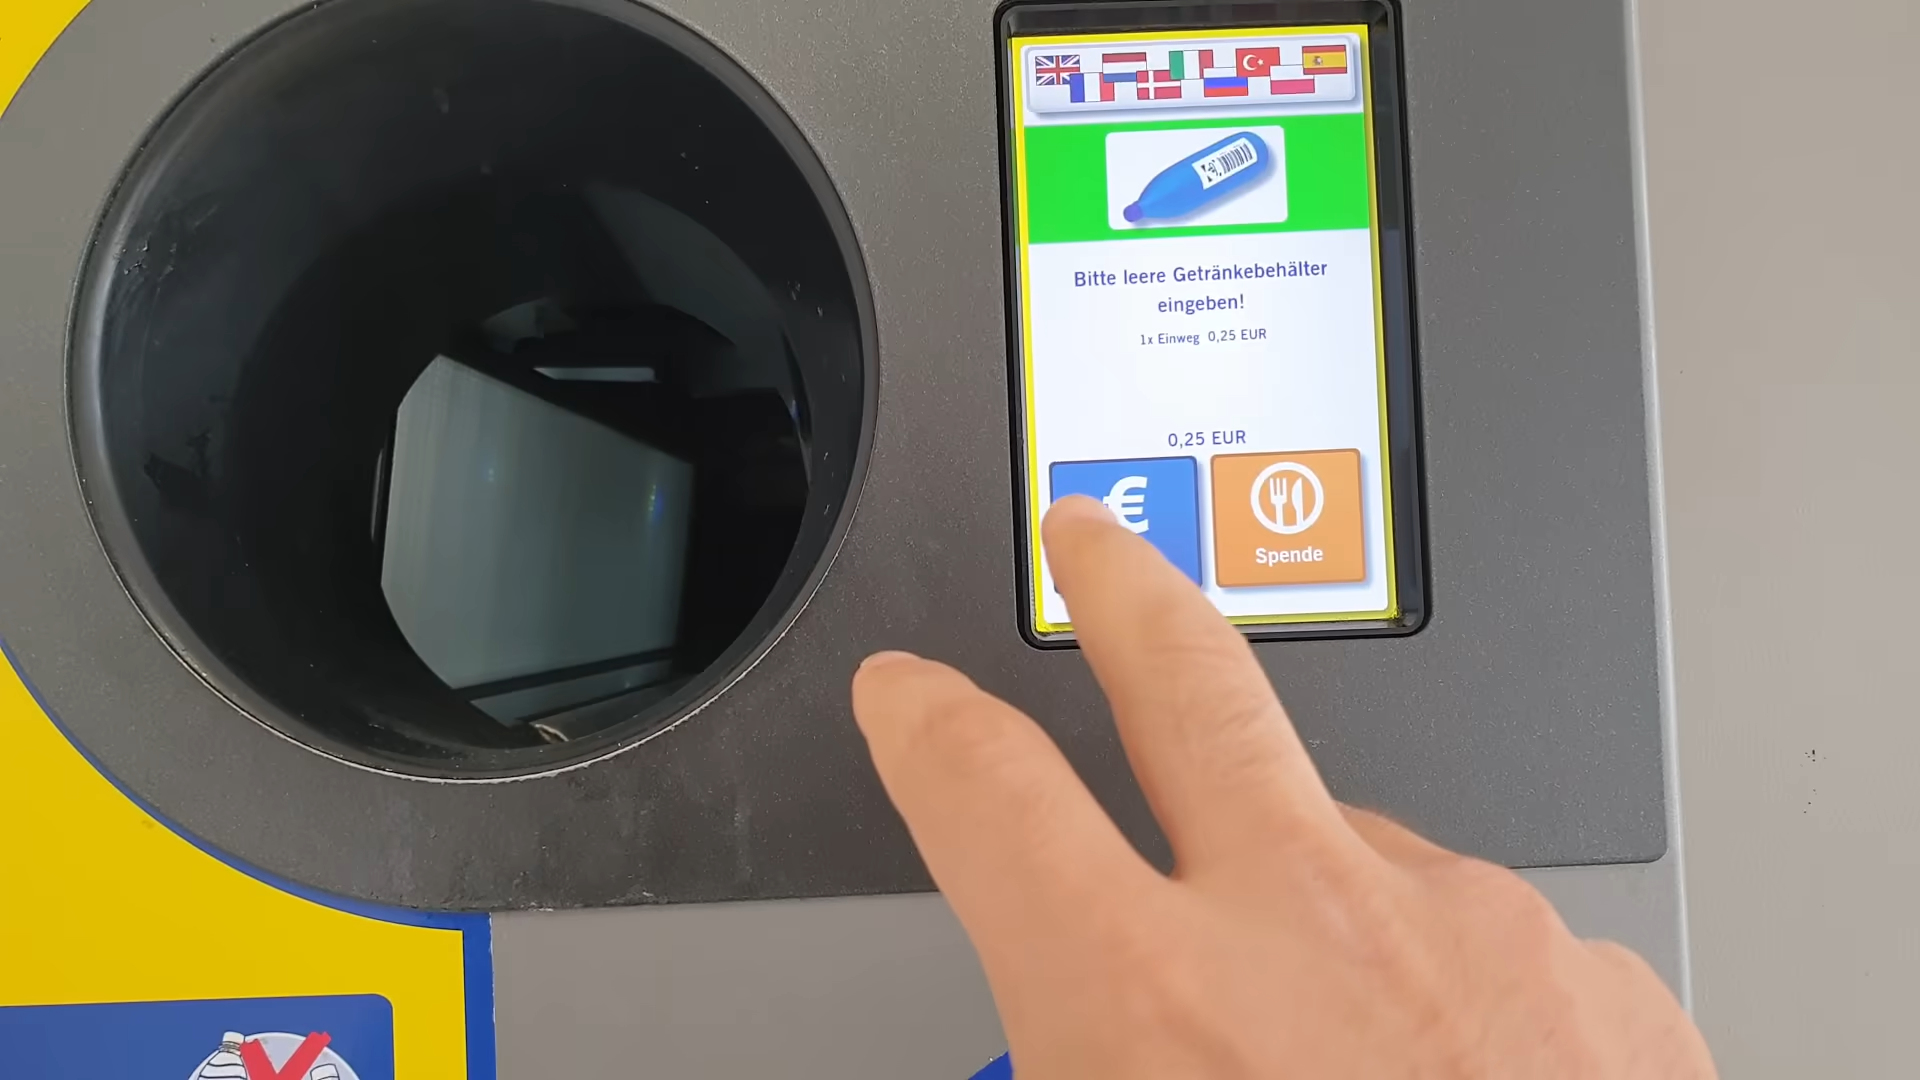 Bitte leere Getränkebehälter
eingeben!
1x Einweg 0,25 EUR
0,25 EUR
€
Spende